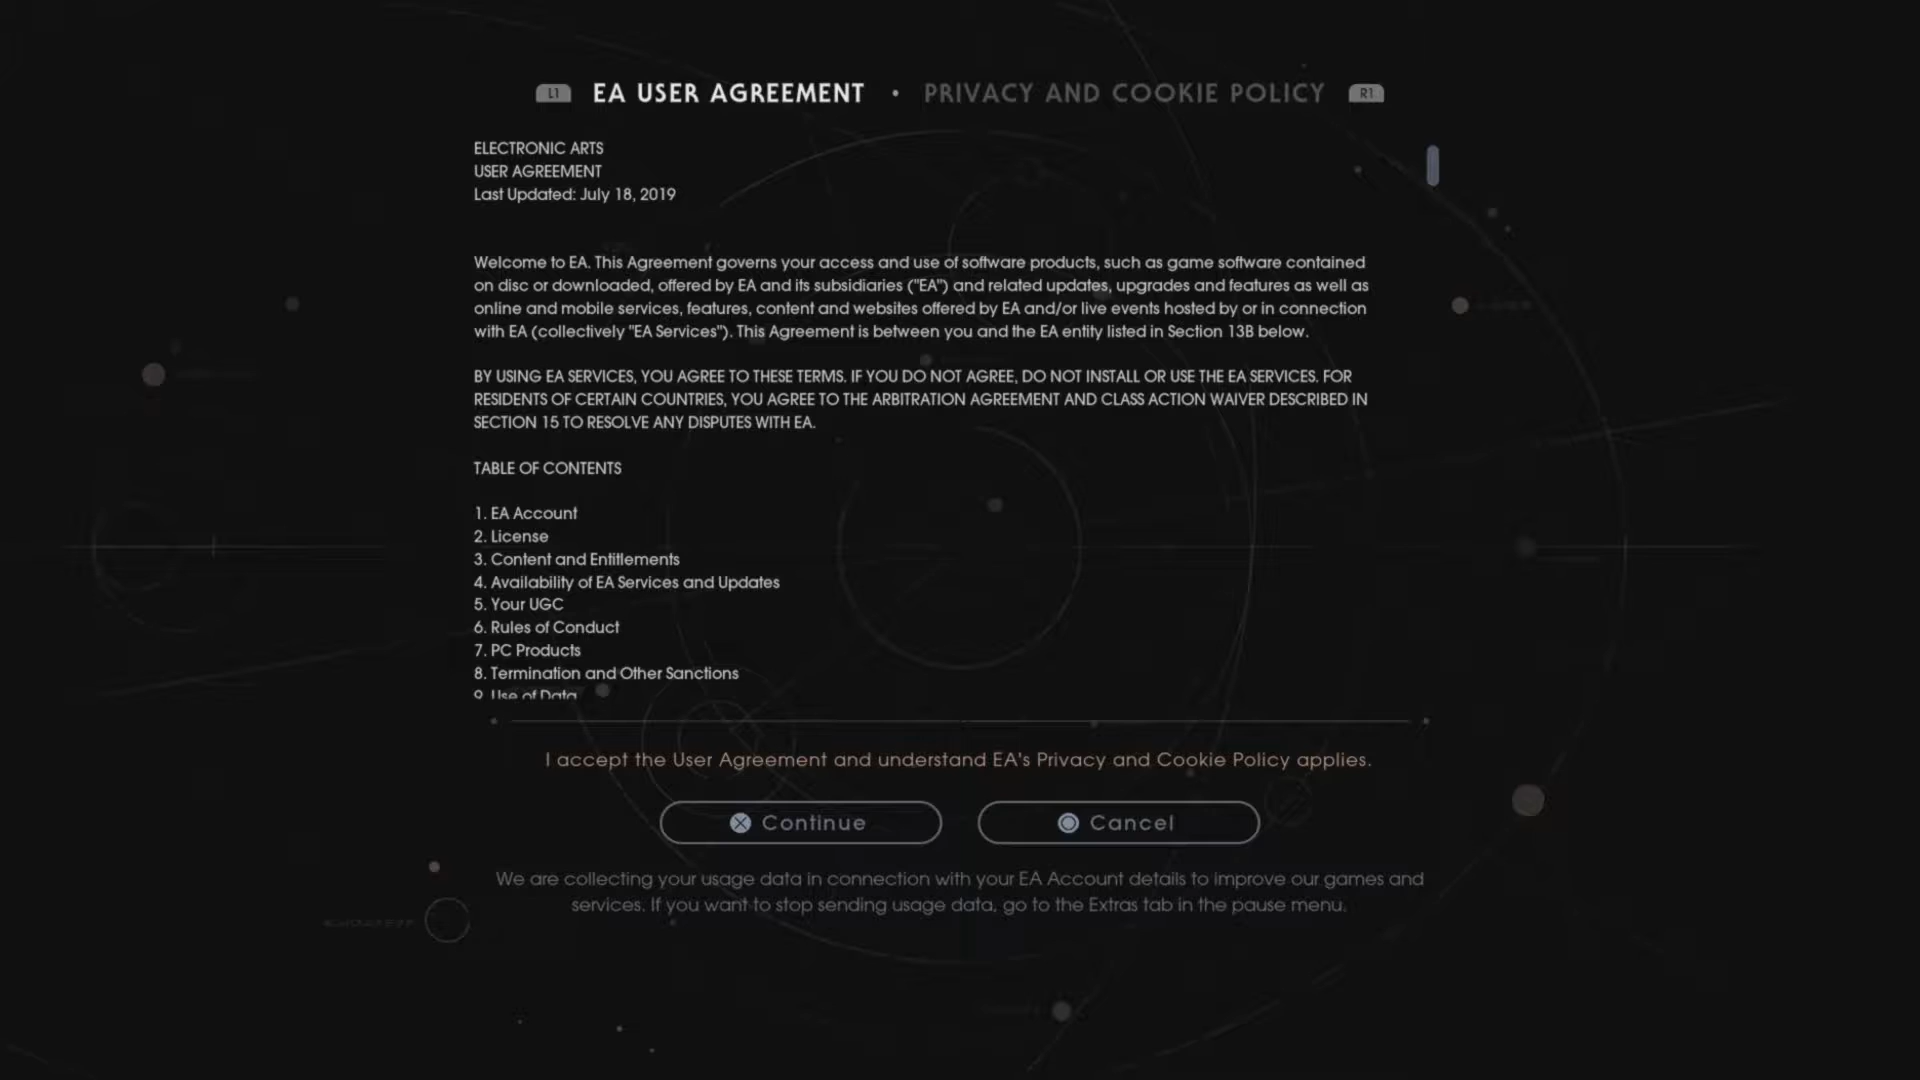 L1 EA USER AGREEMENT • PRIVACY AND COOKIE POLICY R1
ELECTRONIC ARTS
USER AGREEMENT
Last Updated: July 18, 2019
Welcome to EA. This Agreement governs your access and use of software products, such as game software contained
on disc or downloaded, offered by EA and its subsidiaries ("EA") and related updates, upgrades and features as well as
online and mobile services, features, content and websites offered by EA and/or live events hosted by or in connection
with EA (collectively "EA Services"). This Agreement is between you and the EA entity listed in Section 13B below.
BY USING EA SERVICES, YOU AGREE TO THESE TERMS. IF YOU DO NOT AGREE, DO NOT INSTALL OR USE THE EA SERVICES. FOR
RESIDENTS OF CERTAIN COUNTRIES, YOU AGREE TO THE ARBITRATION AGREEMENT AND CLASS ACTION WAIVER DESCRIBED IN
SECTION 15 TO RESOLVE ANY DISPUTES WITH EA.
TABLE OF CONTENTS
1. EA Account
2. License
3. Content and Entitlements
4. Availability of EA Services and Updates
5. Your UGC
6. Rules of Conduct
7. PC Products
8. Termination and Other Sanctions
9. Use of Data
I accept the User Agreement and understand EA's Privacy and Cookie Policy applies.
Continue
Cancel
We are collecting your usage data in connection with your EA Account details to improve our games and
services. If you want to stop sending usage data, go to the Extras tab in the pause menu.